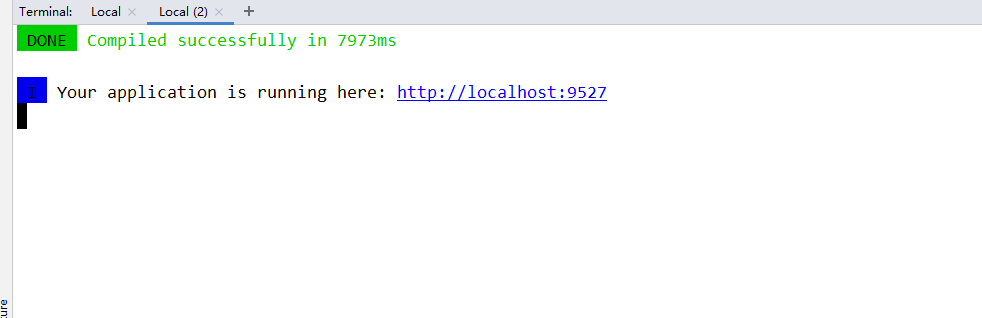 Terminal: Local × Local (2) × +
DONE Compiled successfully in 7973ms
I Your application is running here: http://localhost:9527
ure